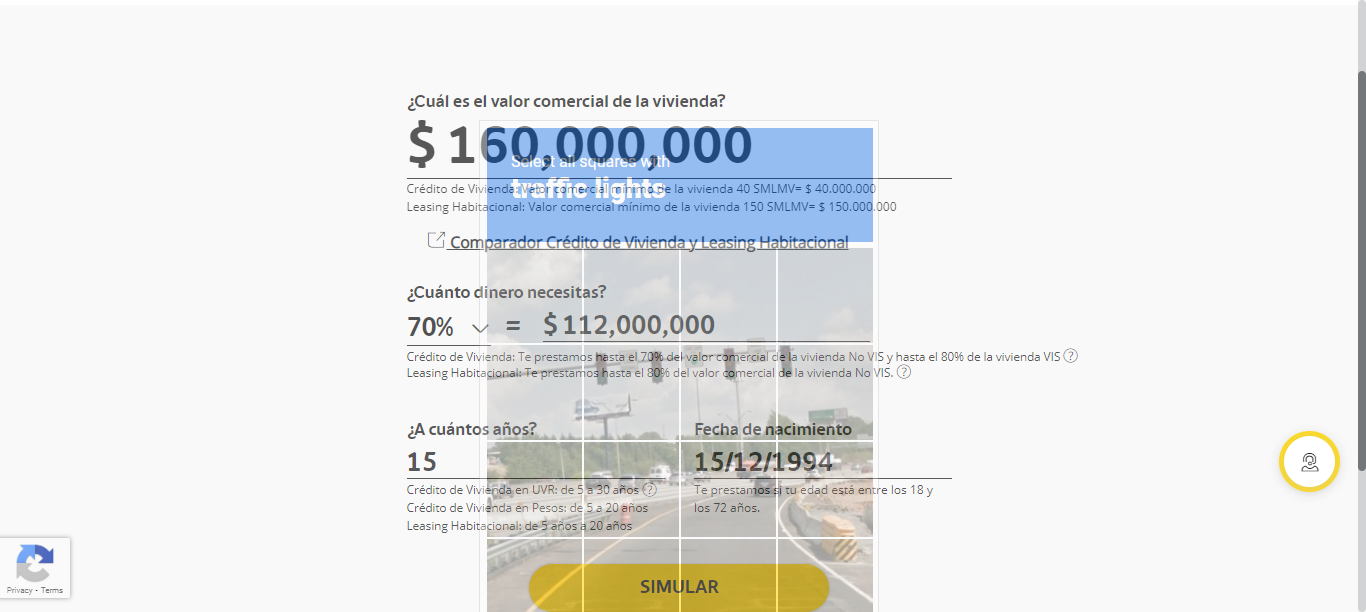 ¿Cuál es el valor comercial de la vivienda?
$ 160,000,000
Select all squares with
traffic lights
Crédito de Vivienda: Valor comercial mínimo de la vivienda 40 SMLMV= $ 40.000.000
Leasing Habitacional: Valor comercial mínimo de la vivienda 150 SMLMV= $ 150.000.000
Comparador Crédito de Vivienda y Leasing Habitacional
¿Cuánto dinero necesitas?
70% = $ 112,000,000
Crédito de Vivienda: Te prestamos hasta el 70% del valor comercial de la vivienda No VIS y hasta el 80% de la vivienda VIS ?
Leasing Habitacional: Te prestamos hasta el 80% del valor comercial de la vivienda No VIS. ?
¿A cuántos años?
15
Crédito de Vivienda en UVR: de 5 a 30 años ?
Crédito de Vivienda en Pesos: de 5 a 20 años
Leasing Habitacional: de 5 años a 20 años
Fecha de nacimiento
15/12/1994
Te prestamos si tu edad está entre los 18 y
los 72 años.
SIMULAR
Privacy - Terms